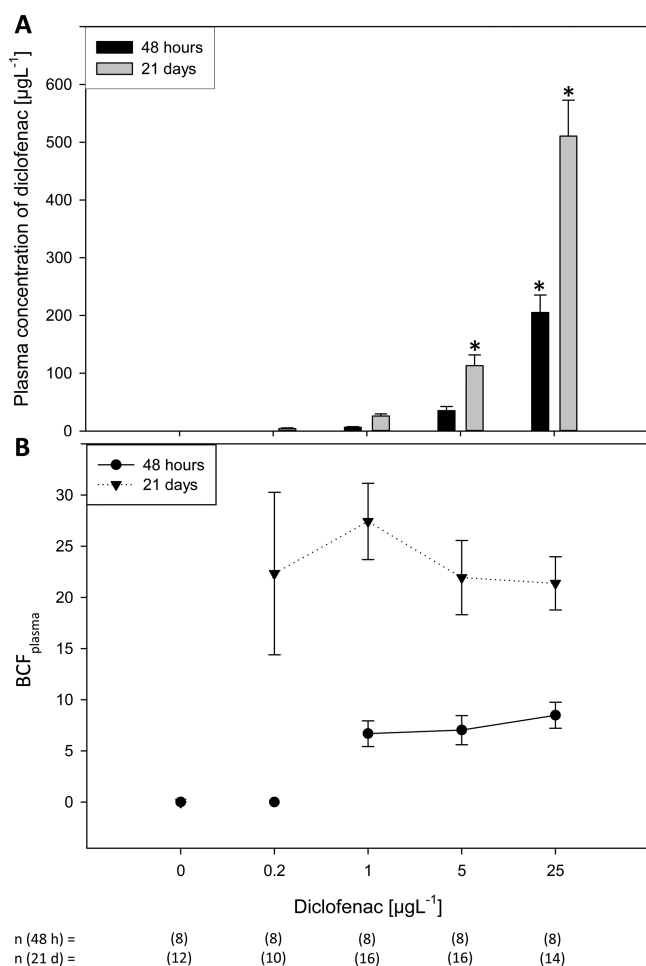 A
Plasma concentration of diclofenac [µgL⁻¹]
48 hours
21 days
600
500
400
300
200
100
0
B
BCFplasma
48 hours
21 days
30
25
20
15
10
5
0
0 0.2 1 5 25
Diclofenac [µgL⁻¹]
n (48 h) = (8) (8) (8) (8) (8)
n (21 d) = (12) (10) (16) (16) (14)